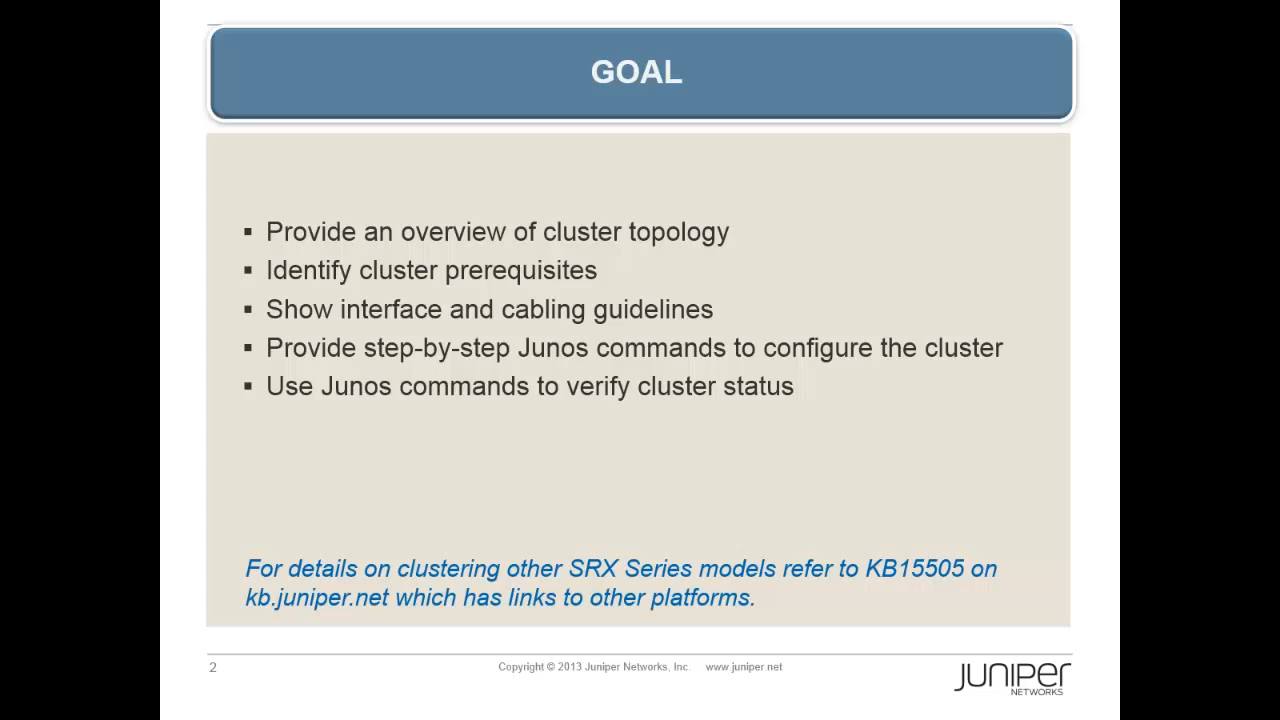 GOAL
▪ Provide an overview of cluster topology
▪ Identify cluster prerequisites
▪ Show interface and cabling guidelines
▪ Provide step-by-step Junos commands to configure the cluster
▪ Use Junos commands to verify cluster status
For details on clustering other SRX Series models refer to KB15505 on
kb.juniper.net which has links to other platforms.
2
Copyright © 2013 Juniper Networks, Inc. www.juniper.net
JUNIPER
NETWORKS